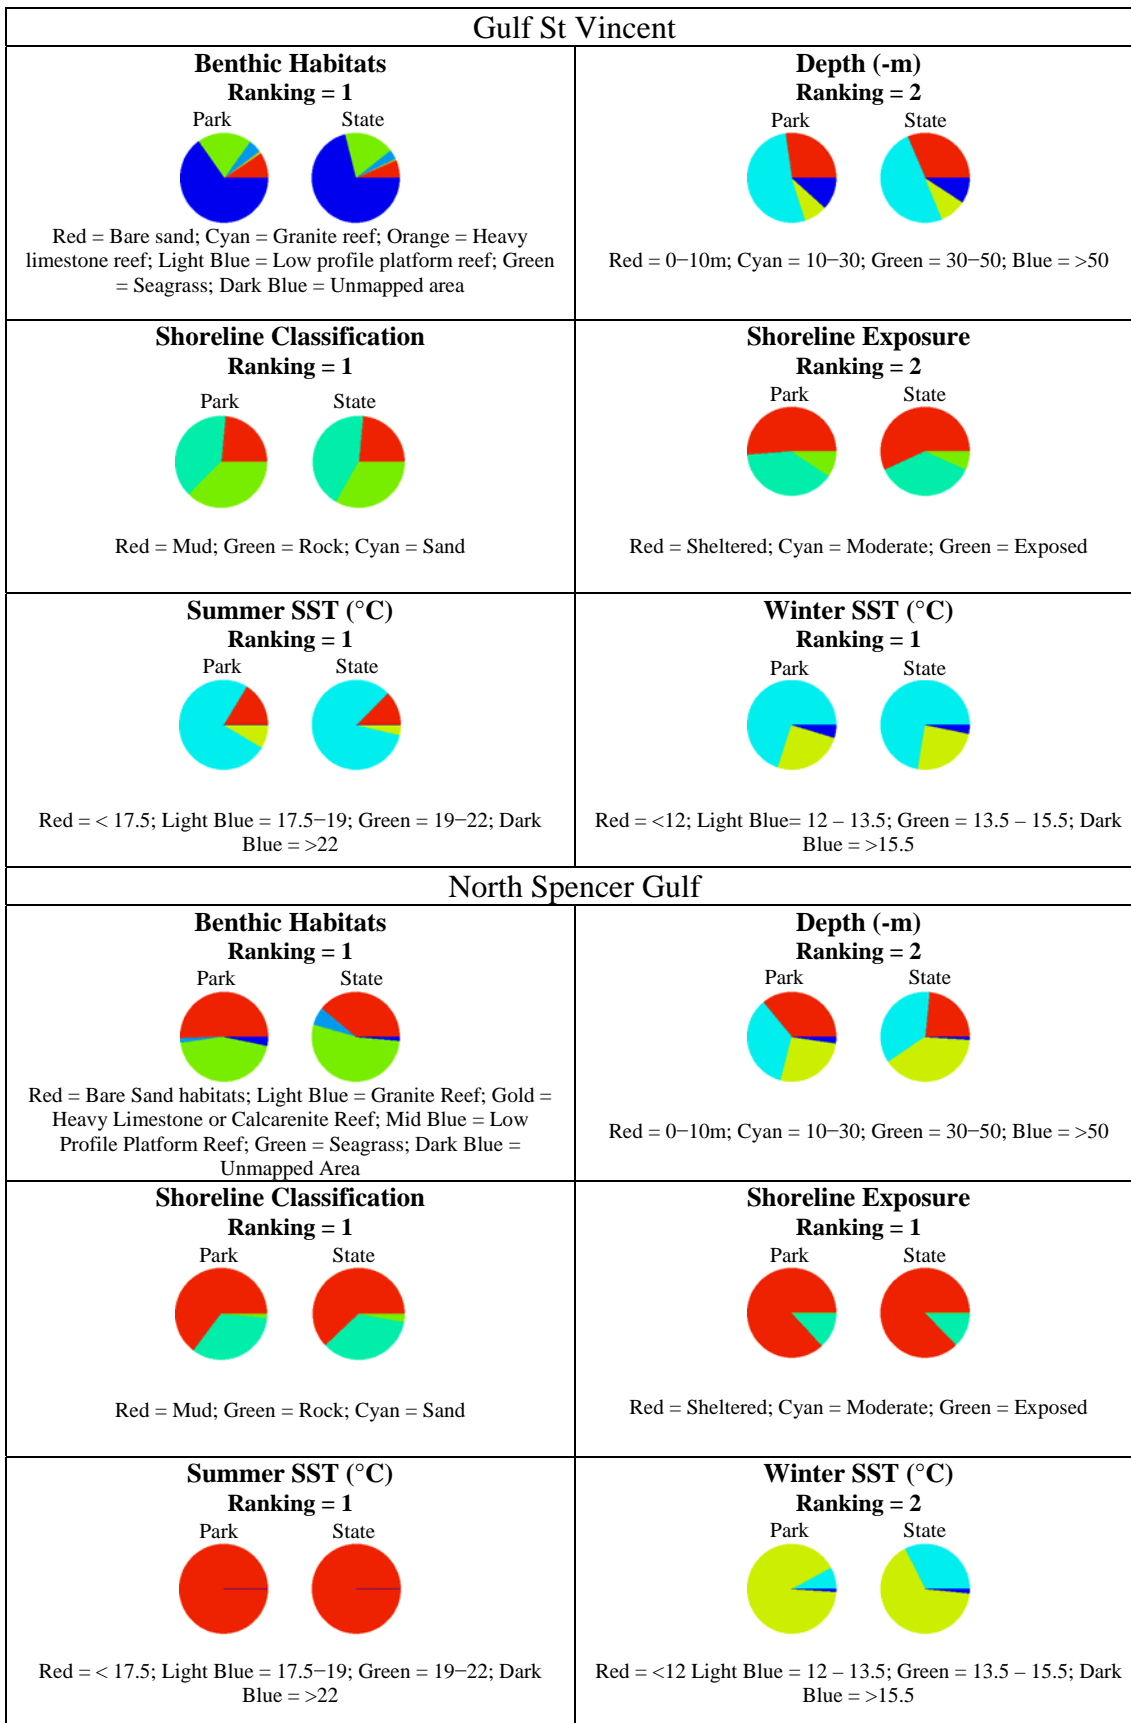 Gulf St Vincent
Benthic Habitats
Ranking = 1
Park State
Red = Bare sand; Cyan = Granite reef; Orange = Heavy
limestone reef; Light Blue = Low profile platform reef; Green
= Seagrass; Dark Blue = Unmapped area
Depth (-m)
Ranking = 2
Park State
Red = 0−10m; Cyan = 10−30; Green = 30−50; Blue = >50
Shoreline Classification
Ranking = 1
Park State
Red = Mud; Green = Rock; Cyan = Sand
Shoreline Exposure
Ranking = 2
Park State
Red = Sheltered; Cyan = Moderate; Green = Exposed
Summer SST (°C)
Ranking = 1
Park State
Red = < 17.5; Light Blue = 17.5−19; Green = 19−22; Dark
Blue = >22
Winter SST (°C)
Ranking = 1
Park State
Red = <12; Light Blue= 12 – 13.5; Green = 13.5 – 15.5; Dark
Blue = >15.5
North Spencer Gulf
Benthic Habitats
Ranking = 1
Park State
Red = Bare Sand habitats; Light Blue = Granite Reef; Gold =
Heavy Limestone or Calcarenite Reef; Mid Blue = Low
Profile Platform Reef; Green = Seagrass; Dark Blue =
Unmapped Area
Depth (-m)
Ranking = 2
Park State
Red = 0−10m; Cyan = 10−30; Green = 30−50; Blue = >50
Shoreline Classification
Ranking = 1
Park State
Red = Mud; Green = Rock; Cyan = Sand
Shoreline Exposure
Ranking = 1
Park State
Red = Sheltered; Cyan = Moderate; Green = Exposed
Summer SST (°C)
Ranking = 1
Park State
Red = < 17.5; Light Blue = 17.5−19; Green = 19−22; Dark
Blue = >22
Winter SST (°C)
Ranking = 2
Park State
Red = <12 Light Blue = 12 – 13.5; Green = 13.5 – 15.5; Dark
Blue = >15.5